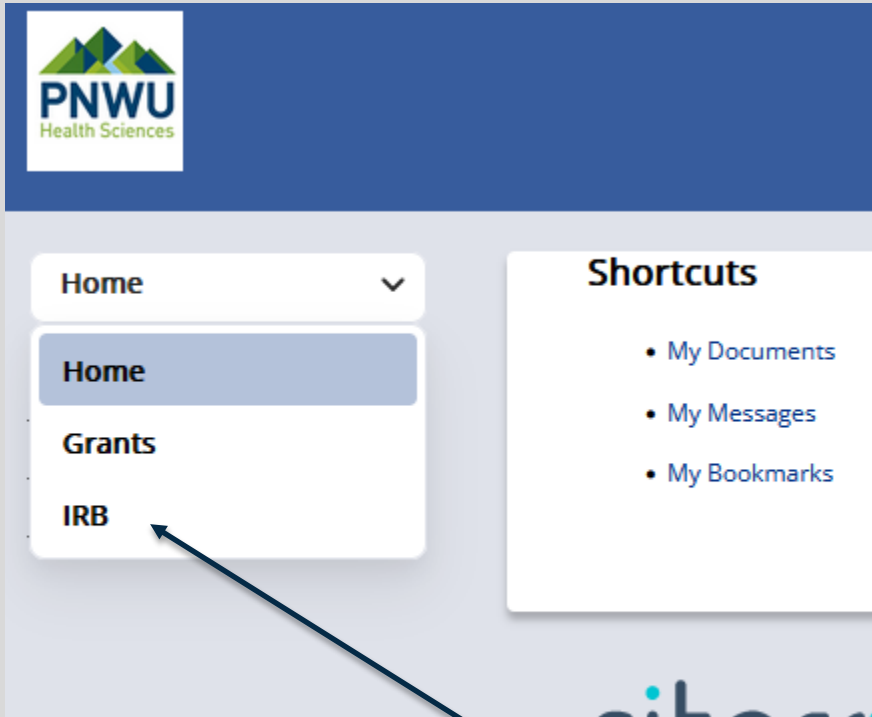 PNWU
Health Sciences
Home
Home
Grants
IRB
Shortcuts
• My Documents
• My Messages
• My Bookmarks